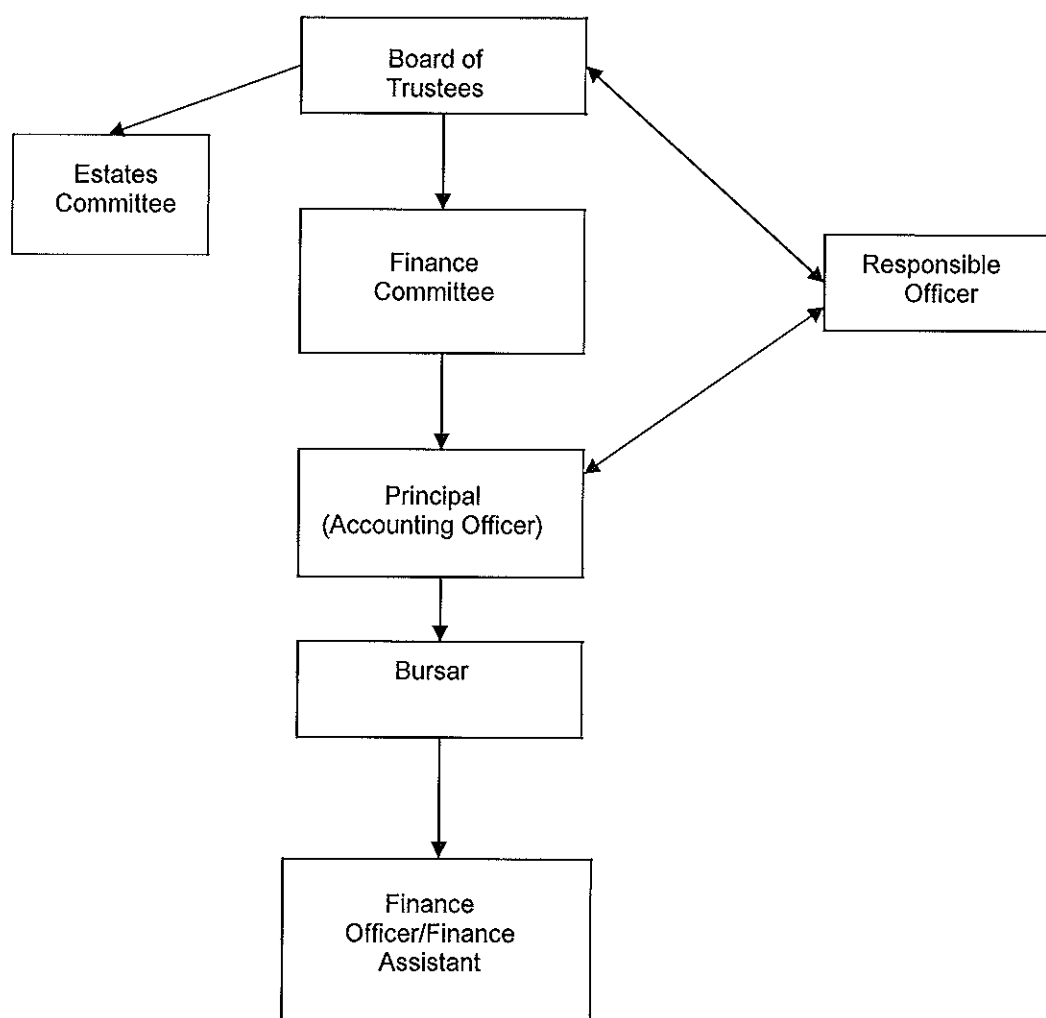 Board of
Trustees
Estates
Committee
Finance
Committee
Responsible
Officer
Principal
(Accounting Officer)
Bursar
Finance
Officer/Finance
Assistant